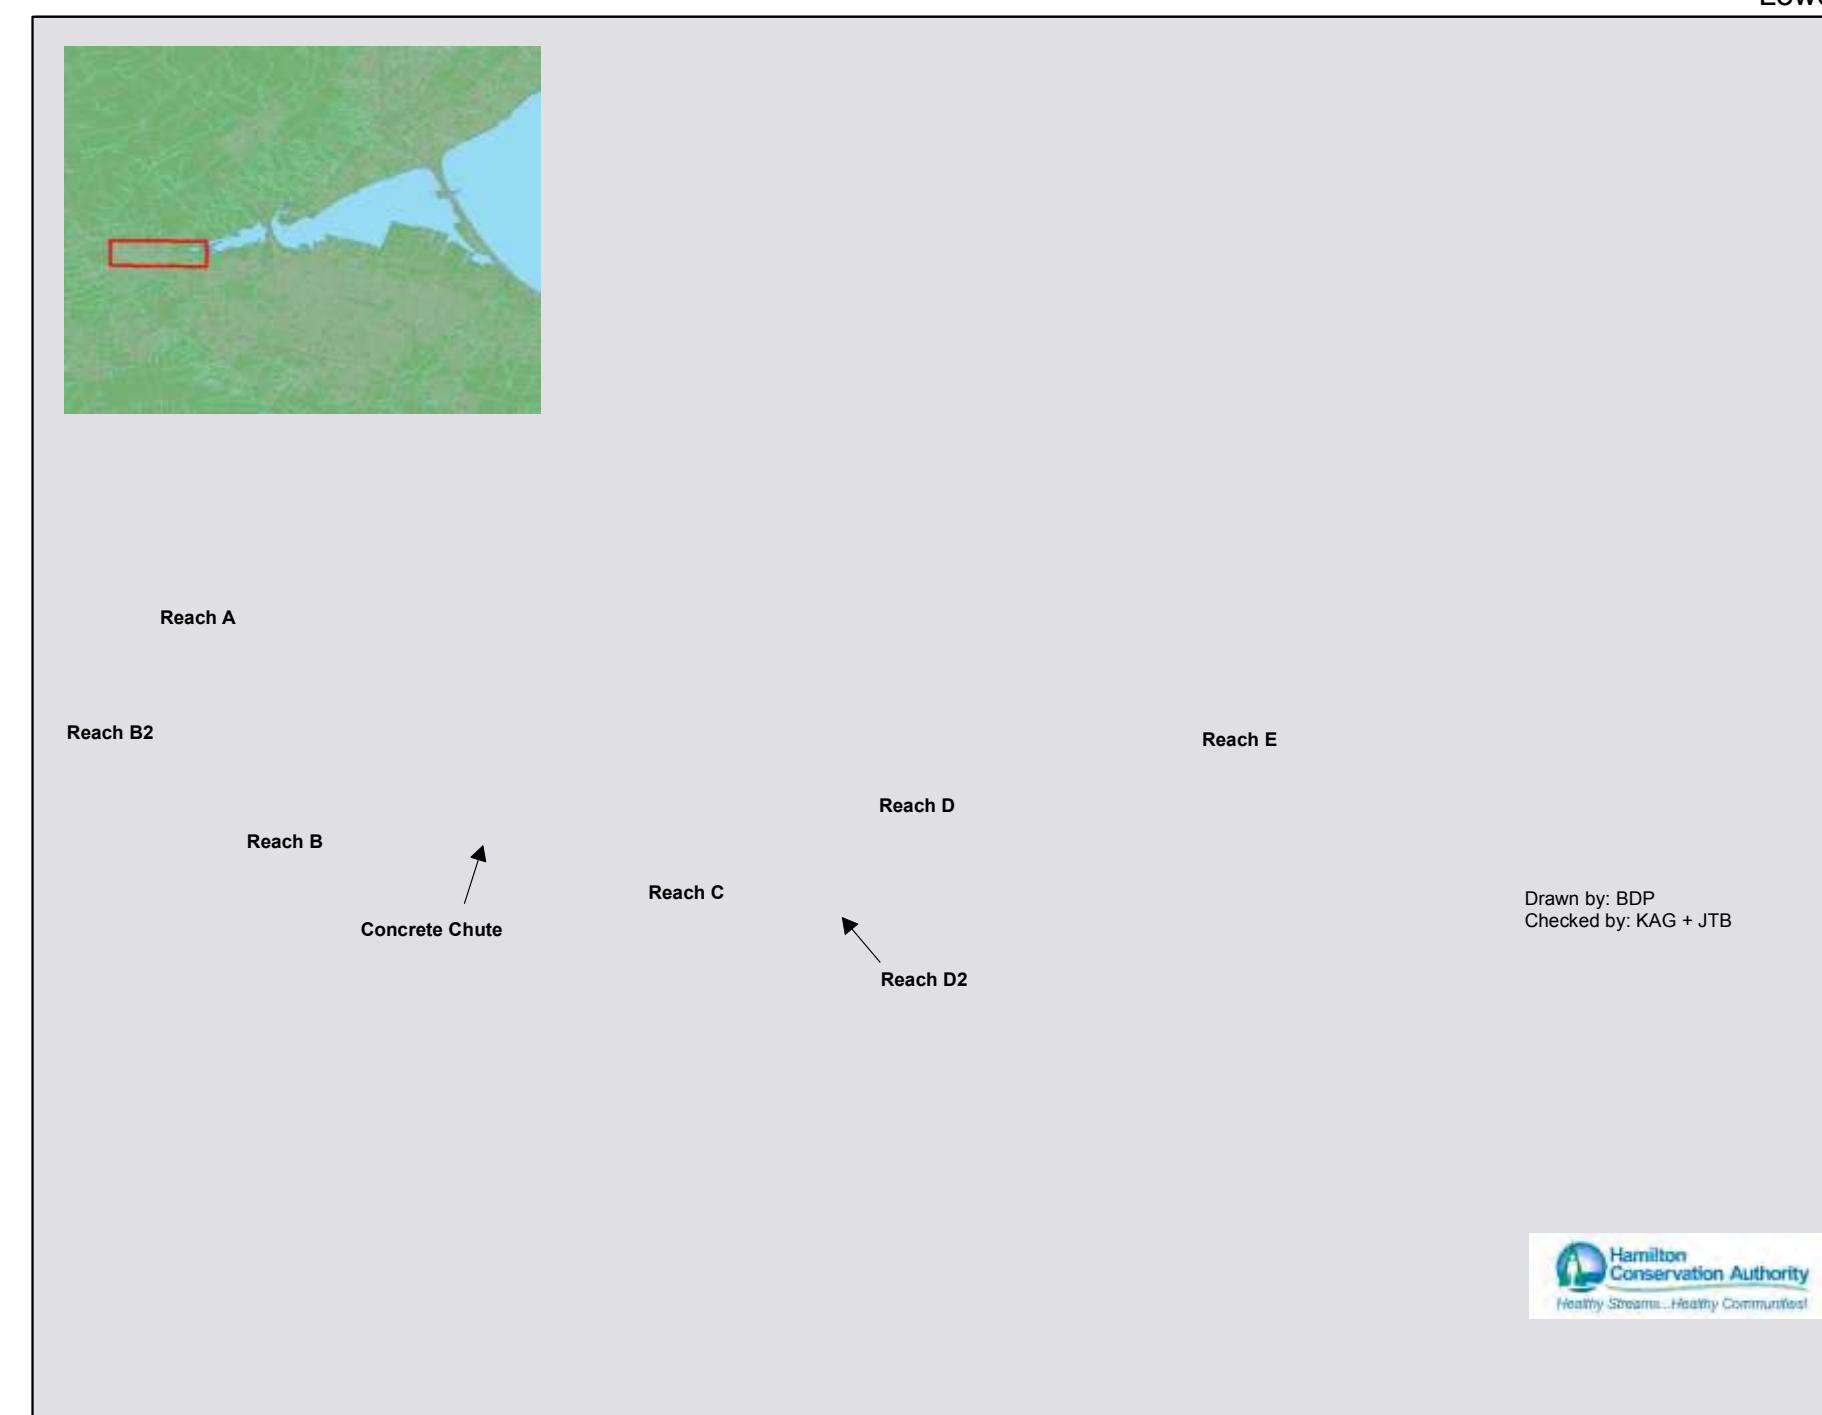 Reach A
Reach B2
Reach E
Reach D
Reach B
Reach C
Drawn by: BDP
Checked by: KAG + JTB
Concrete Chute
Reach D2
Hamilton
Conservation Authority
Healthy Streams...Healthy Communities!